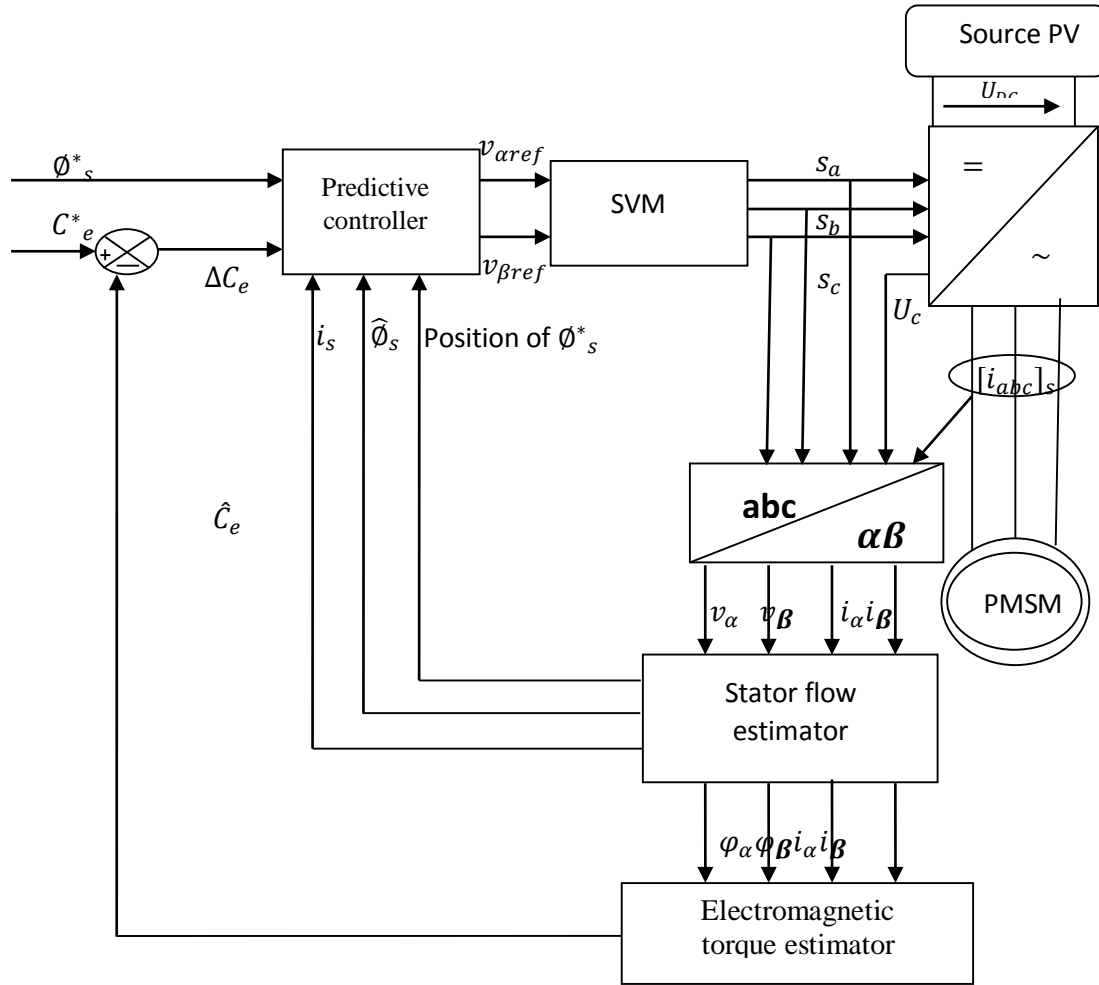 Source PV
U_DC
Ø*_s
v_αref
Predictive
controller
SVM
s_a
=
C*_e
+
−
ΔC_e
v_βref
s_b
s_c
~
U_c
i_s
Ø̂_s
Position of Ø*_s
[i_abc]_s
Ĉ_e
abc
αβ
v_α
v_β
i_α i_β
PMSM
Stator flow
estimator
φ_α φ_β i_α i_β
Electromagnetic
torque estimator